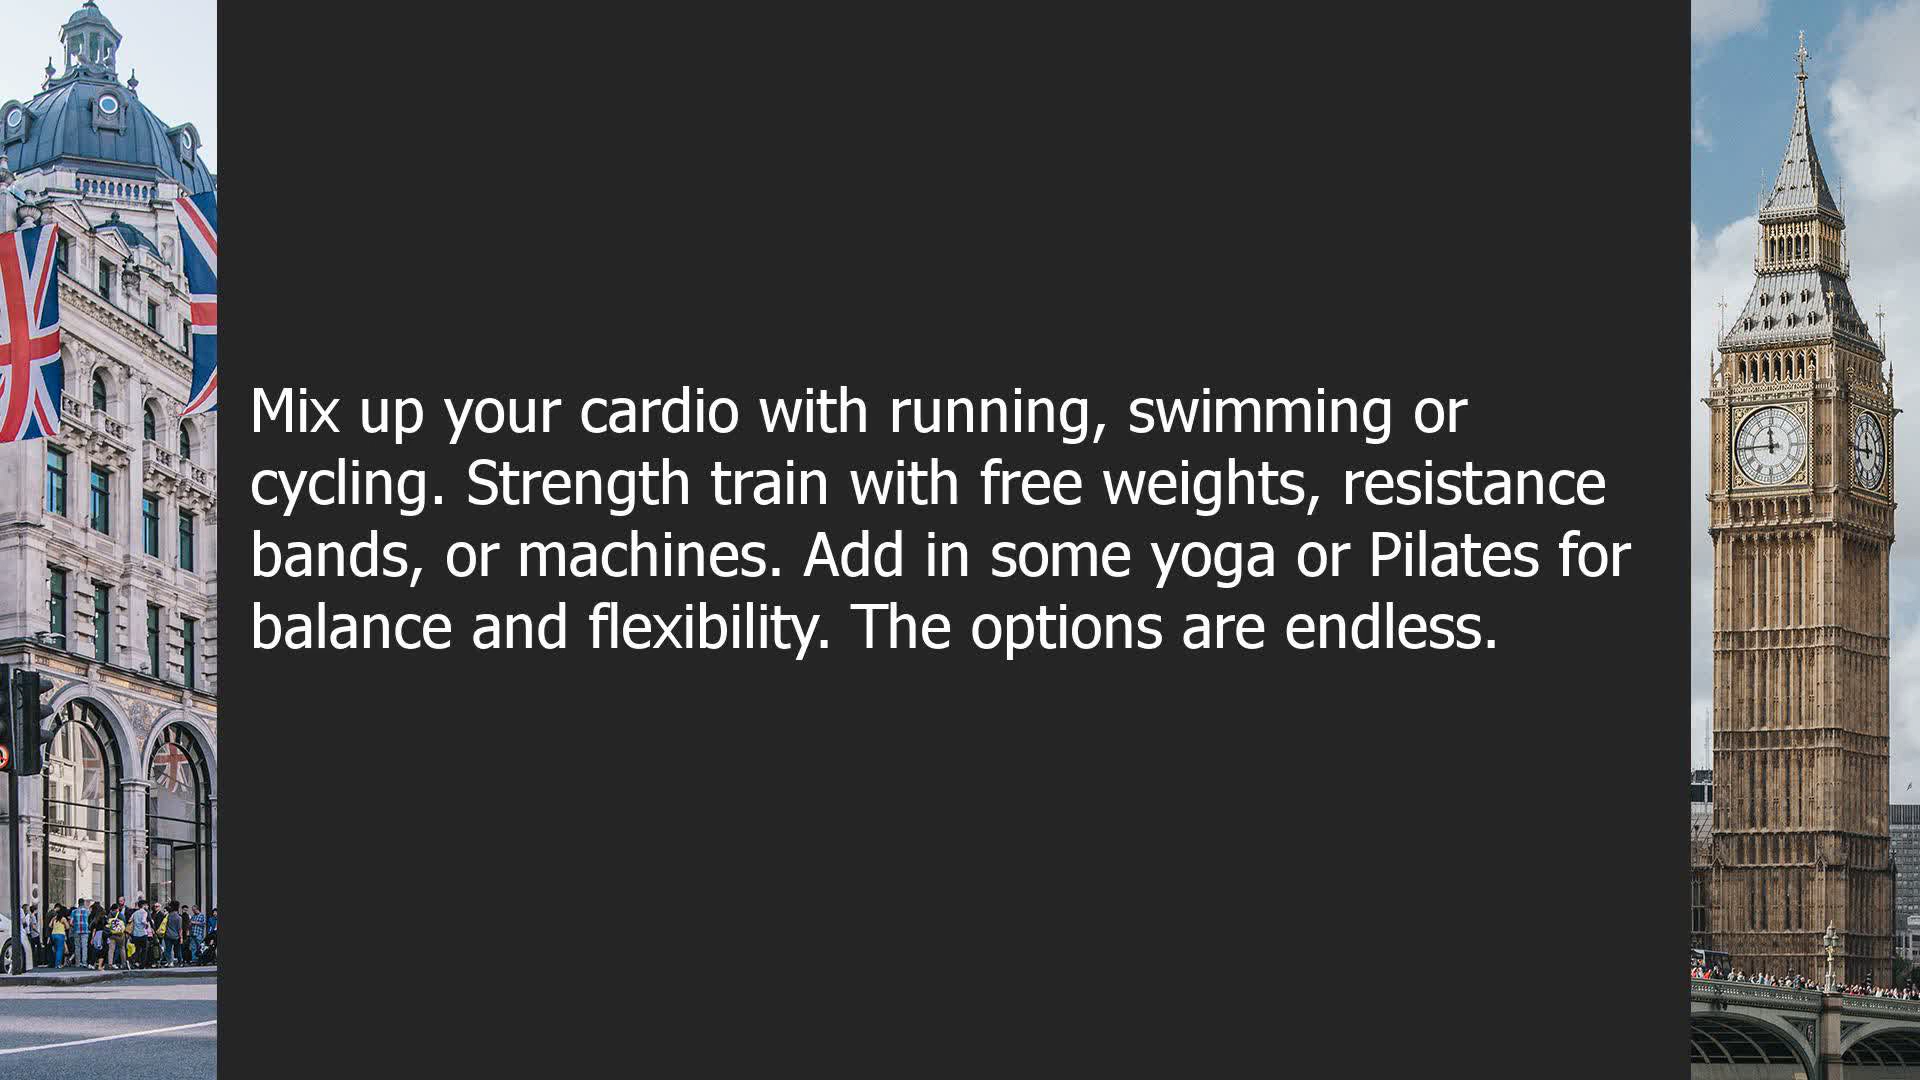 Mix up your cardio with running, swimming or
cycling. Strength train with free weights, resistance
bands, or machines. Add in some yoga or Pilates for
balance and flexibility. The options are endless.